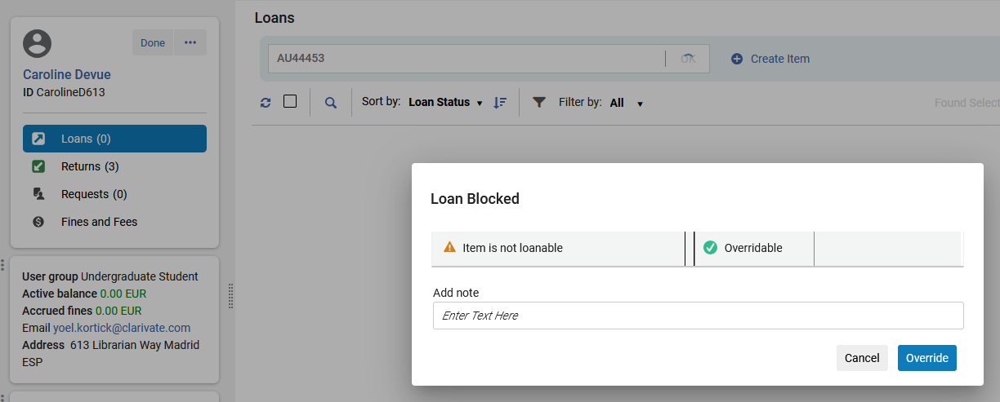 Done
•••
Caroline Devue
ID CarolineD613
Loans (0)
Returns (3)
Requests (0)
Fines and Fees
User group Undergraduate Student
Active balance 0.00 EUR
Accrued fines 0.00 EUR
Email yoel.kortick@clarivate.com
Address 613 Librarian Way Madrid
ESP
Loans
AU44453 OK Create Item
Sort by: Loan Status Filter by: All Found Select
Loan Blocked
Item is not loanable Overridable
Add note
Enter Text Here
Cancel Override